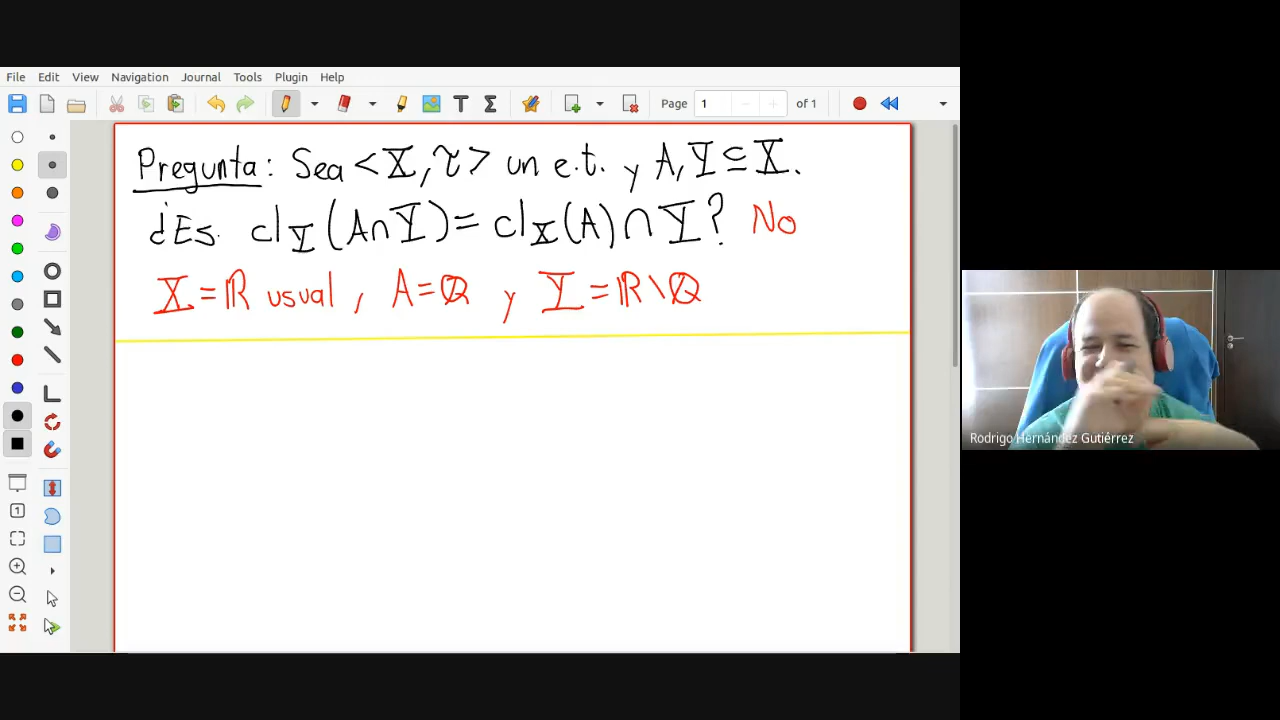 File Edit View Navigation Journal Tools Plugin Help
Page 1 of 1
Pregunta: Sea <X, τ> un e.t. y A, Y ⊆ X.
¿Es cl_Y(A∩Y) = cl_X(A) ∩ Y? No
X = ℝ usual, A = ℚ y Y = ℝ\ℚ
Rodrigo Hernández Gutiérrez